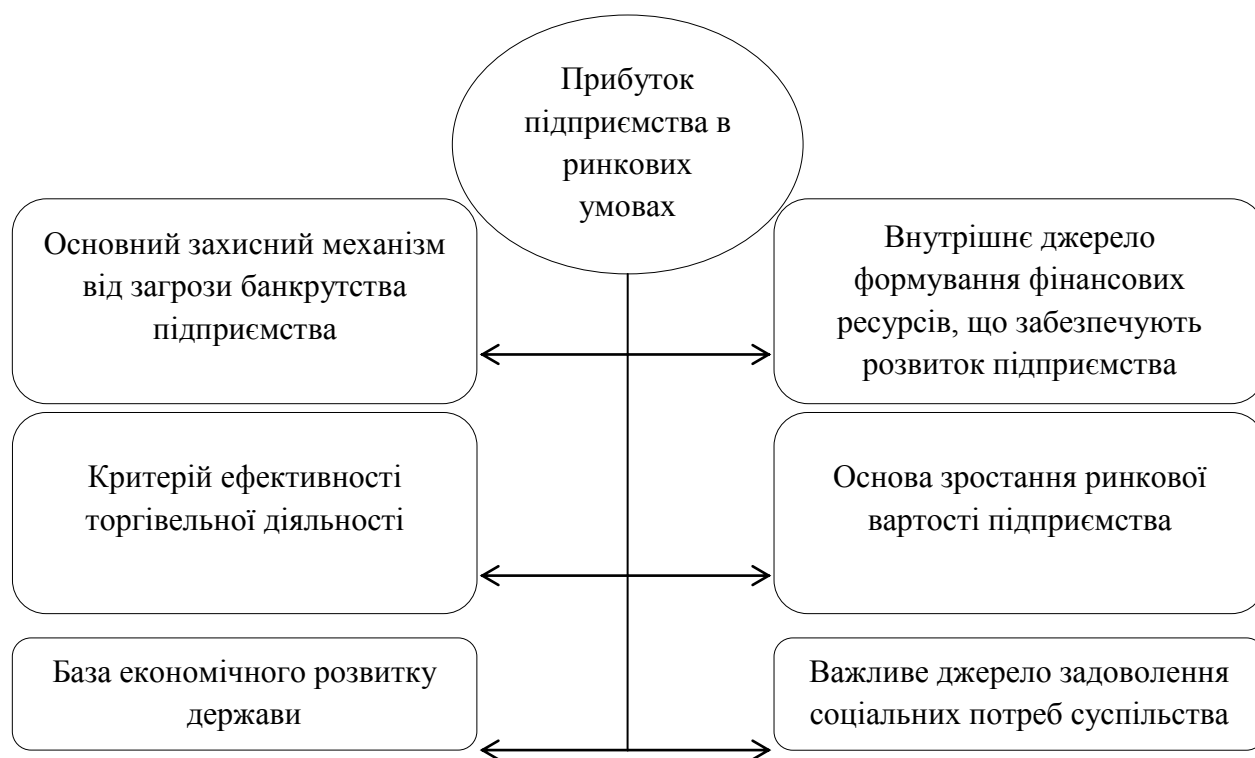 Прибуток
підприємства в
ринкових
умовах
Основний захисний механізм
від загрози банкрутства
підприємства
Внутрішнє джерело
формування фінансових
ресурсів, що забезпечують
розвиток підприємства
Критерій ефективності
торгівельної діяльності
Основа зростання ринкової
вартості підприємства
База економічного розвитку
держави
Важливе джерело задоволення
соціальних потреб суспільства